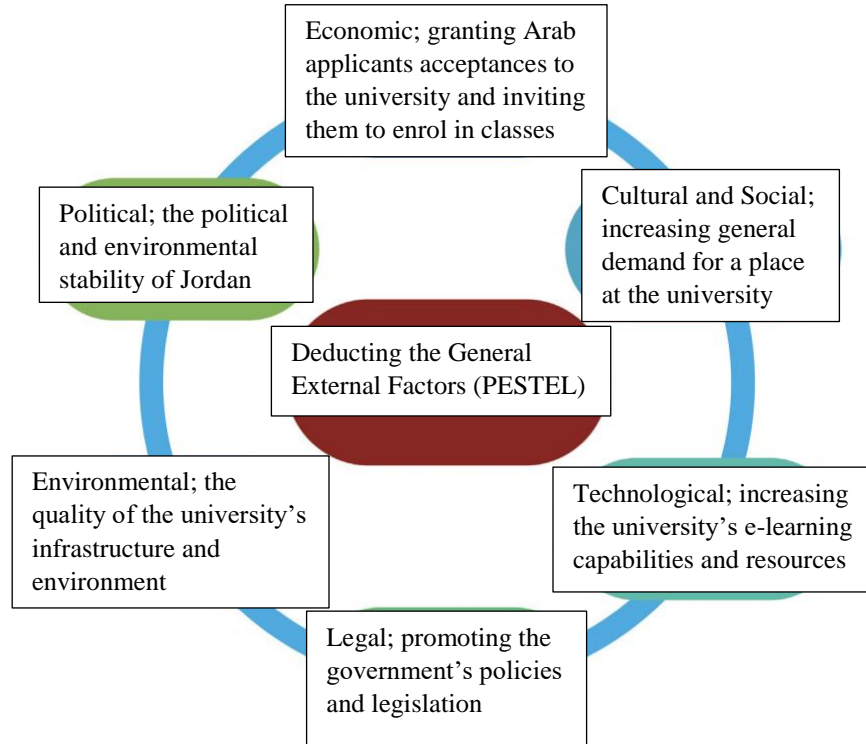 Economic; granting Arab
applicants acceptances to
the university and inviting
them to enrol in classes
Political; the political
and environmental
stability of Jordan
Cultural and Social;
increasing general
demand for a place
at the university
Deducting the General
External Factors (PESTEL)
Environmental; the
quality of the university’s
infrastructure and
environment
Technological; increasing
the university’s e-learning
capabilities and resources
Legal; promoting the
government’s policies
and legislation